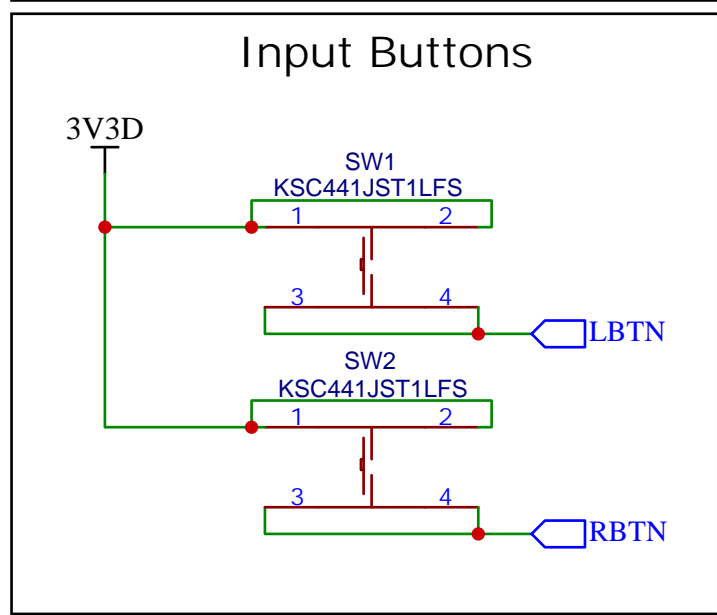 Input Buttons
3V3D
SW1
KSC441JST1LFS
1 2
3 4
LBTN
SW2
KSC441JST1LFS
1 2
3 4
RBTN